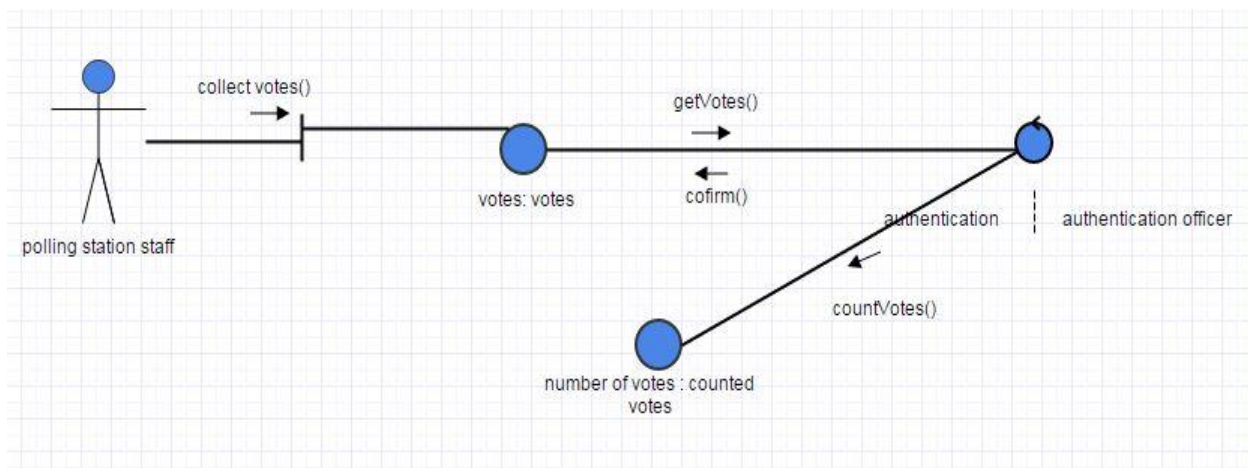 collect votes()
getVotes()
votes: votes
cofirm()
authentication
authentication officer
polling station staff
countVotes()
number of votes : counted
votes